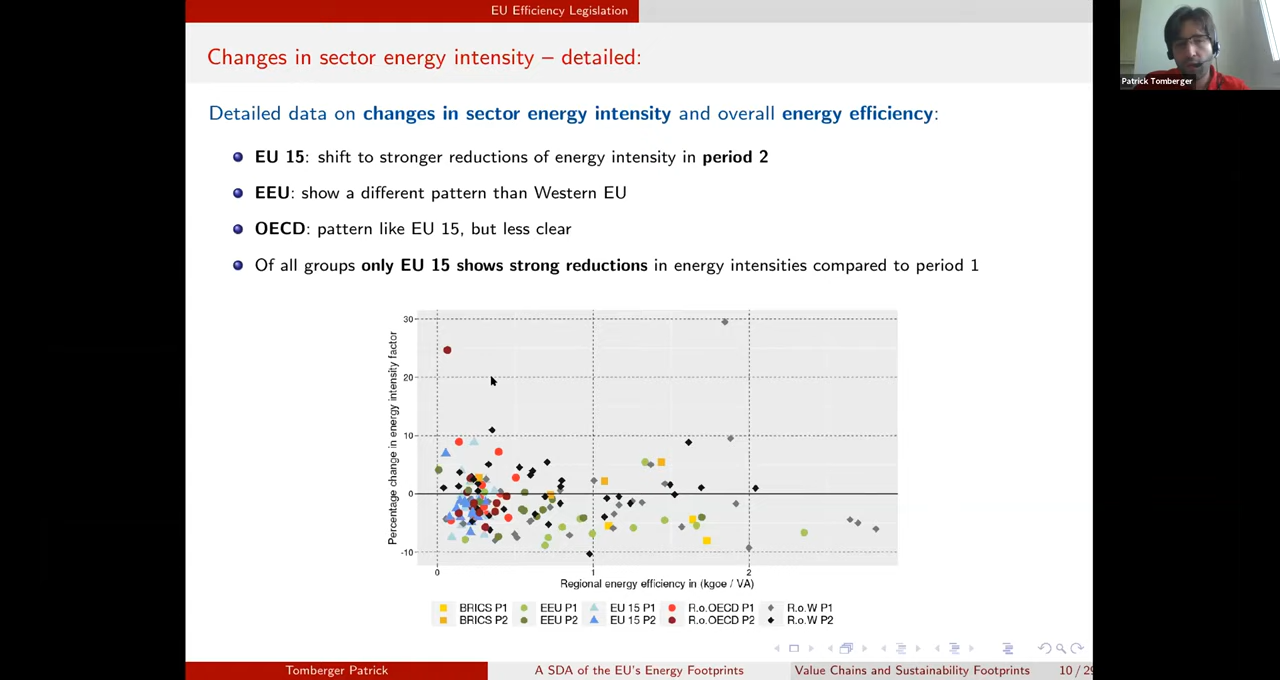 EU Efficiency Legislation
Changes in sector energy intensity – detailed:
Patrick Tomberger
Detailed data on changes in sector energy intensity and overall energy efficiency:
EU 15: shift to stronger reductions of energy intensity in period 2
EEU: show a different pattern than Western EU
OECD: pattern like EU 15, but less clear
Of all groups only EU 15 shows strong reductions in energy intensities compared to period 1
Percentage change in energy intensity factor
30
20
10
0
-10
0 1 2
Regional energy efficiency in (kgoe / VA)
BRICS P1 EEU P1 EU 15 P1 R.o.OECD P1 R.o.W P1
BRICS P2 EEU P2 EU 15 P2 R.o.OECD P2 R.o.W P2
Tomberger Patrick A SDA of the EU's Energy Footprints Value Chains and Sustainability Footprints 10 / 29